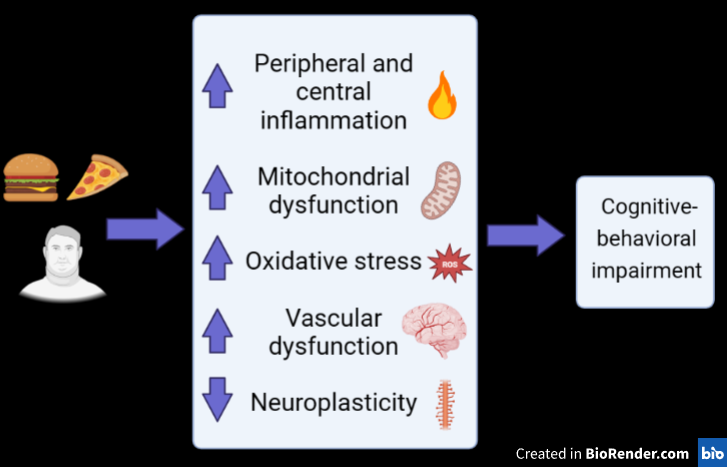 Peripheral and
central
inflammation
Mitochondrial
dysfunction
Oxidative stress
ROS
Vascular
dysfunction
Neuroplasticity
Cognitive-
behavioral
impairment
Created in BioRender.com
bio